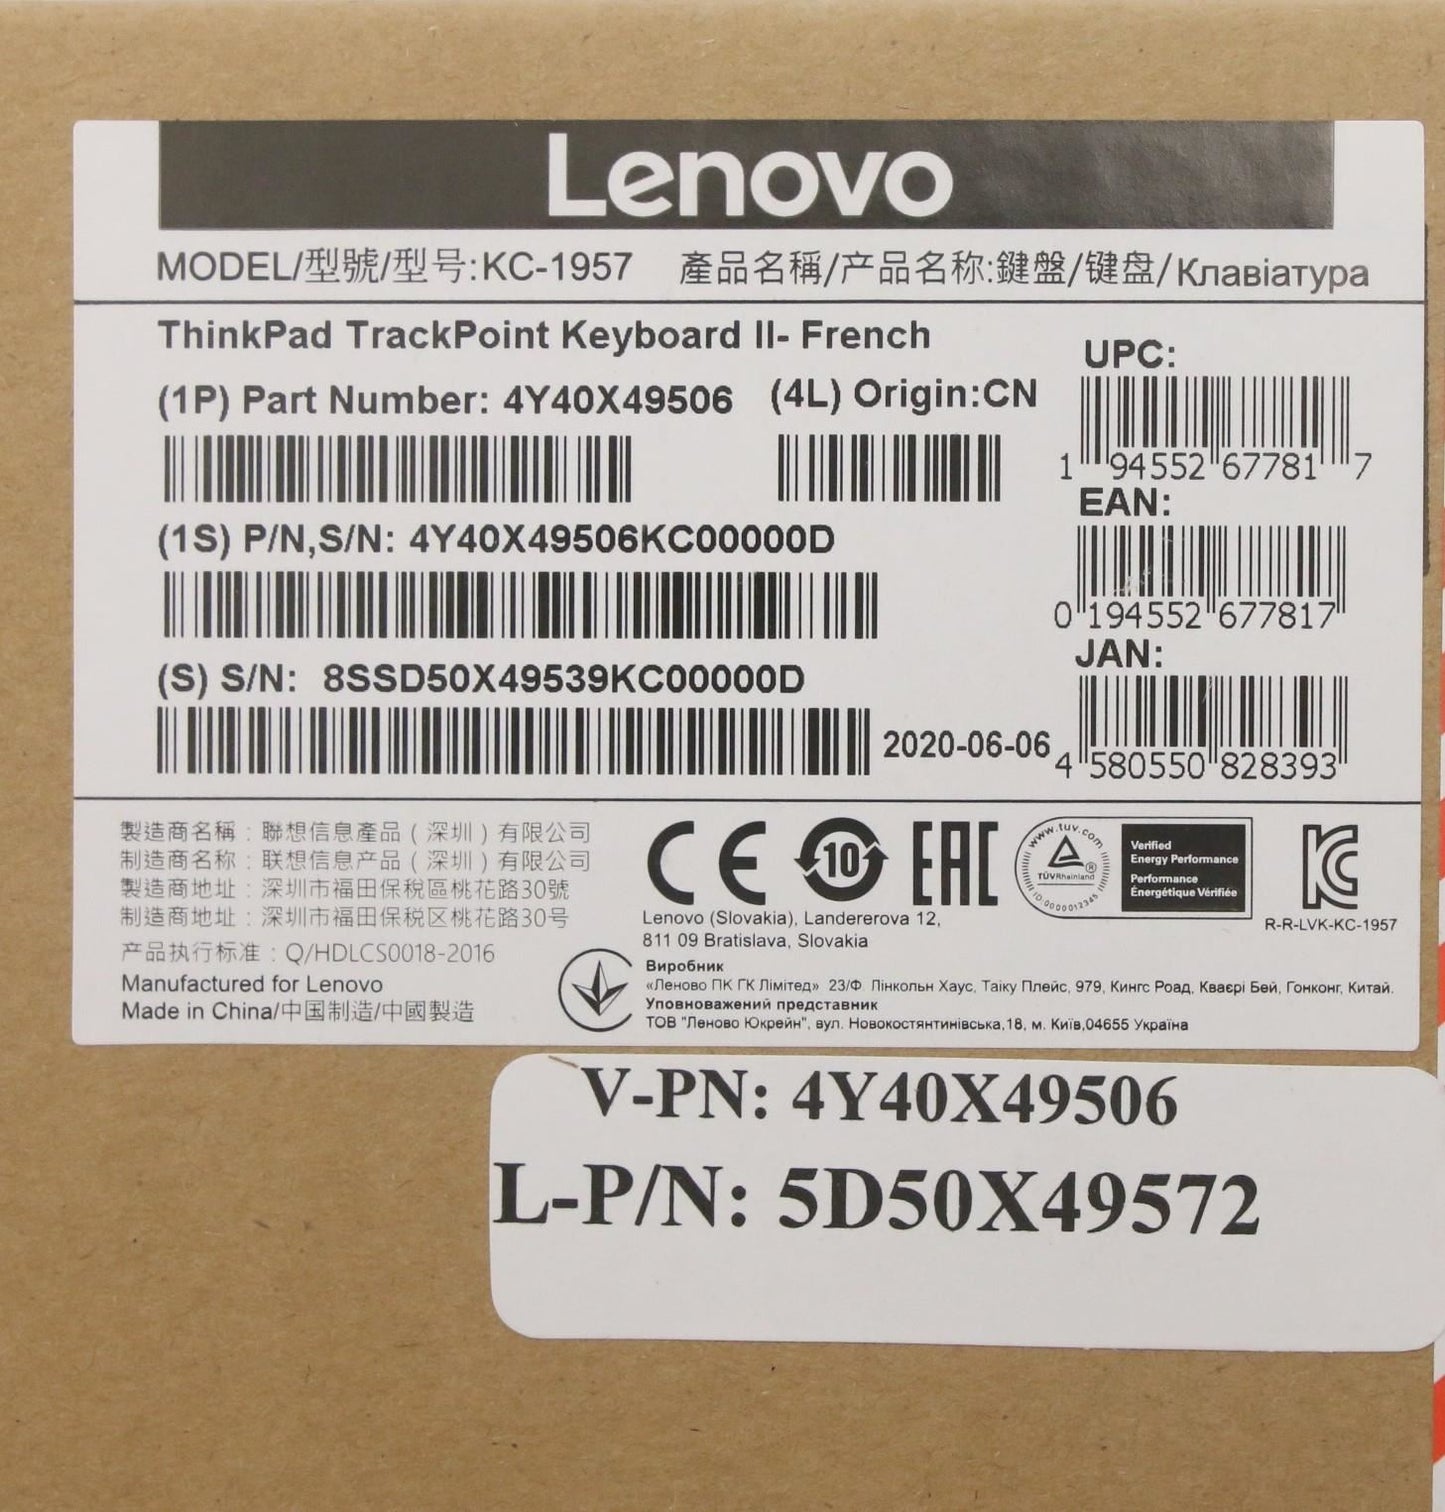 Lenovo
MODEL/型號/型号:KC-1957 產品名稱/产品名称:鍵盤/键盘/Клавіатура
ThinkPad TrackPoint Keyboard II- French
(1P) Part Number: 4Y40X49506 (4L) Origin:CN
UPC:
1 94552 67781 7
(1S) P/N,S/N: 4Y40X49506KC00000D
EAN:
0 194552 677817
(S) S/N: 8SSD50X49539KC00000D
2020-06-06
JAN:
4 580550 828393
製造商名稱:聯想信息產品(深圳)有限公司
制造商名称:联想信息产品(深圳)有限公司
製造商地址:深圳市福田保稅區桃花路30號
制造商地址:深圳市福田保税区桃花路30号
产品执行标准:Q/HDLCS0018-2016
Manufactured for Lenovo
Made in China/中国制造/中國製造
CE 10 EAC
www.tuv.com
TÜVRheinland ®
ID:0000012345
Verified
Energy Performance
Performance
Énergétique Vérifiée
KC
R-R-LVK-KC-1957
Lenovo (Slovakia), Landererova 12,
811 09 Bratislava, Slovakia
Виробник
«Леново ПК ГК Лімітед» 23/Ф. Лінкольн Хаус, Таіку Плейс, 979, Кингс Роад, Кваєрі Бей, Гонконг, Китай.
Уповноважений представник
ТОВ "Леново Юкрейн", вул. Новокостянтинівська,18, м. Київ,04655 Україна
V-PN: 4Y40X49506
L-P/N: 5D50X49572